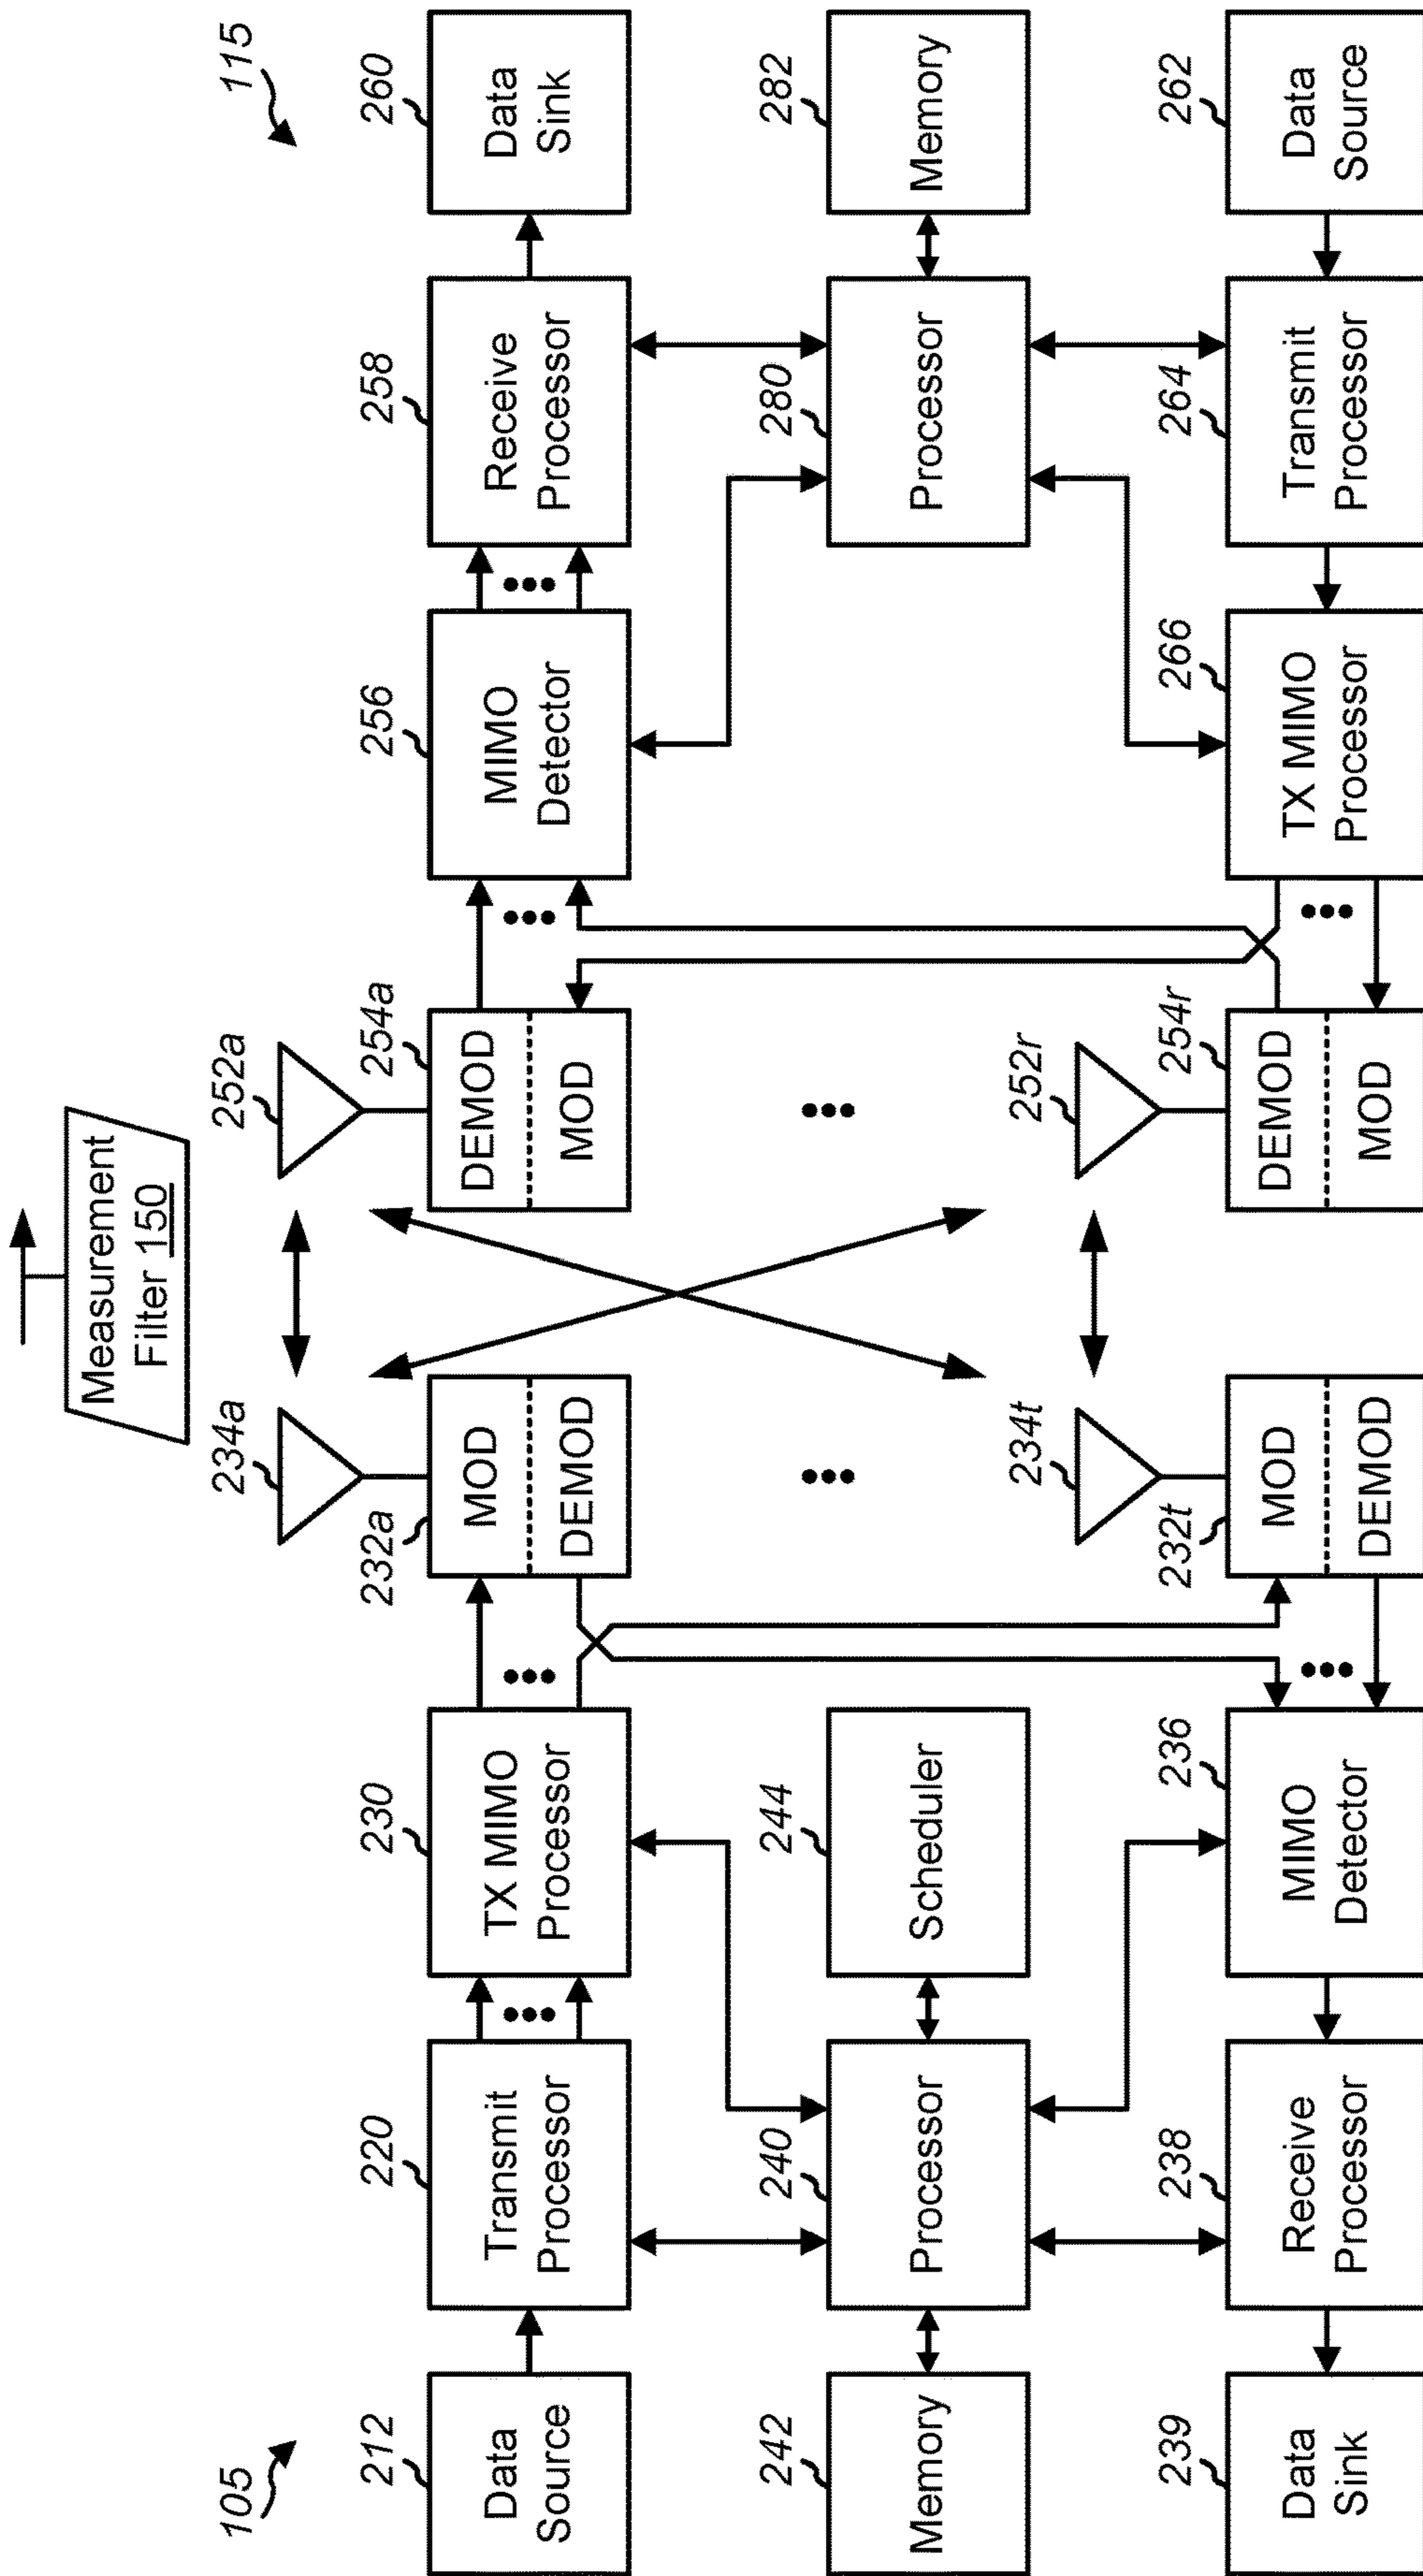 Measurement
Filter 150
105
115
234a
252a
212
220
230
232a
254a
256
258
260
Data
Source
Transmit
Processor
TX MIMO
Processor
MOD
DEMOD
DEMOD
MOD
MIMO
Detector
Receive
Processor
Data
Sink
242
240
244
234t
252r
280
282
Memory
Processor
Scheduler
Processor
Memory
239
238
236
232t
254r
266
264
262
Data
Sink
Receive
Processor
MIMO
Detector
MOD
DEMOD
DEMOD
MOD
TX MIMO
Processor
Transmit
Processor
Data
Source